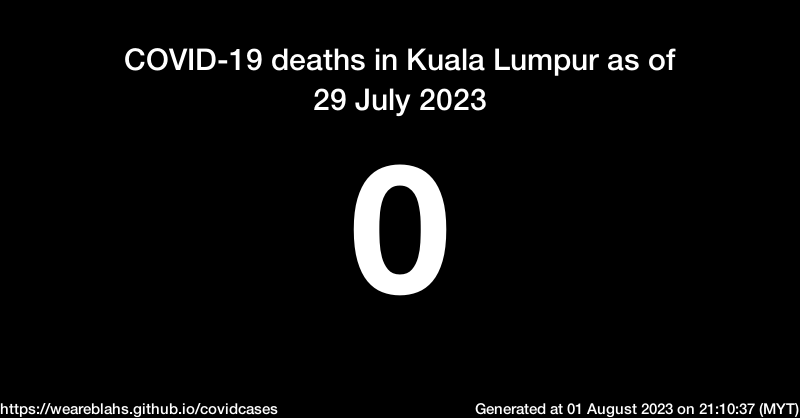 COVID-19 deaths in Kuala Lumpur as of
29 July 2023
0
https://weareblahs.github.io/covidcases
Generated at 01 August 2023 on 21:10:37 (MYT)